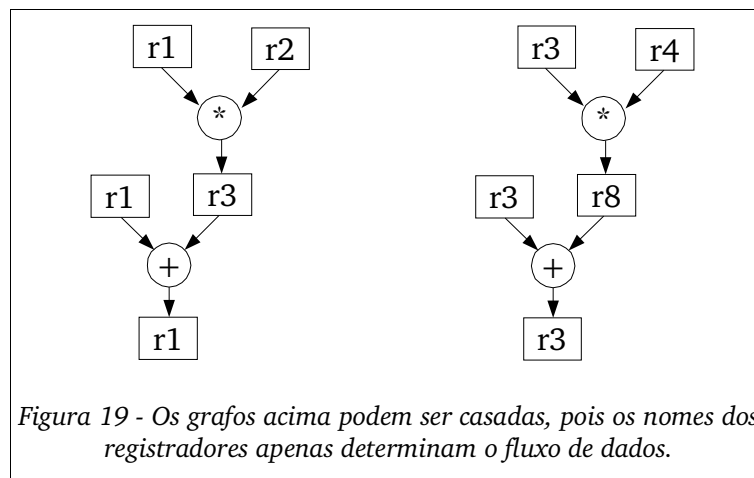 r1 r2 r3 r4
* *
r1 r3 r3 r8
+ +
r1 r3
Figura 19 - Os grafos acima podem ser casadas, pois os nomes dos
registradores apenas determinam o fluxo de dados.